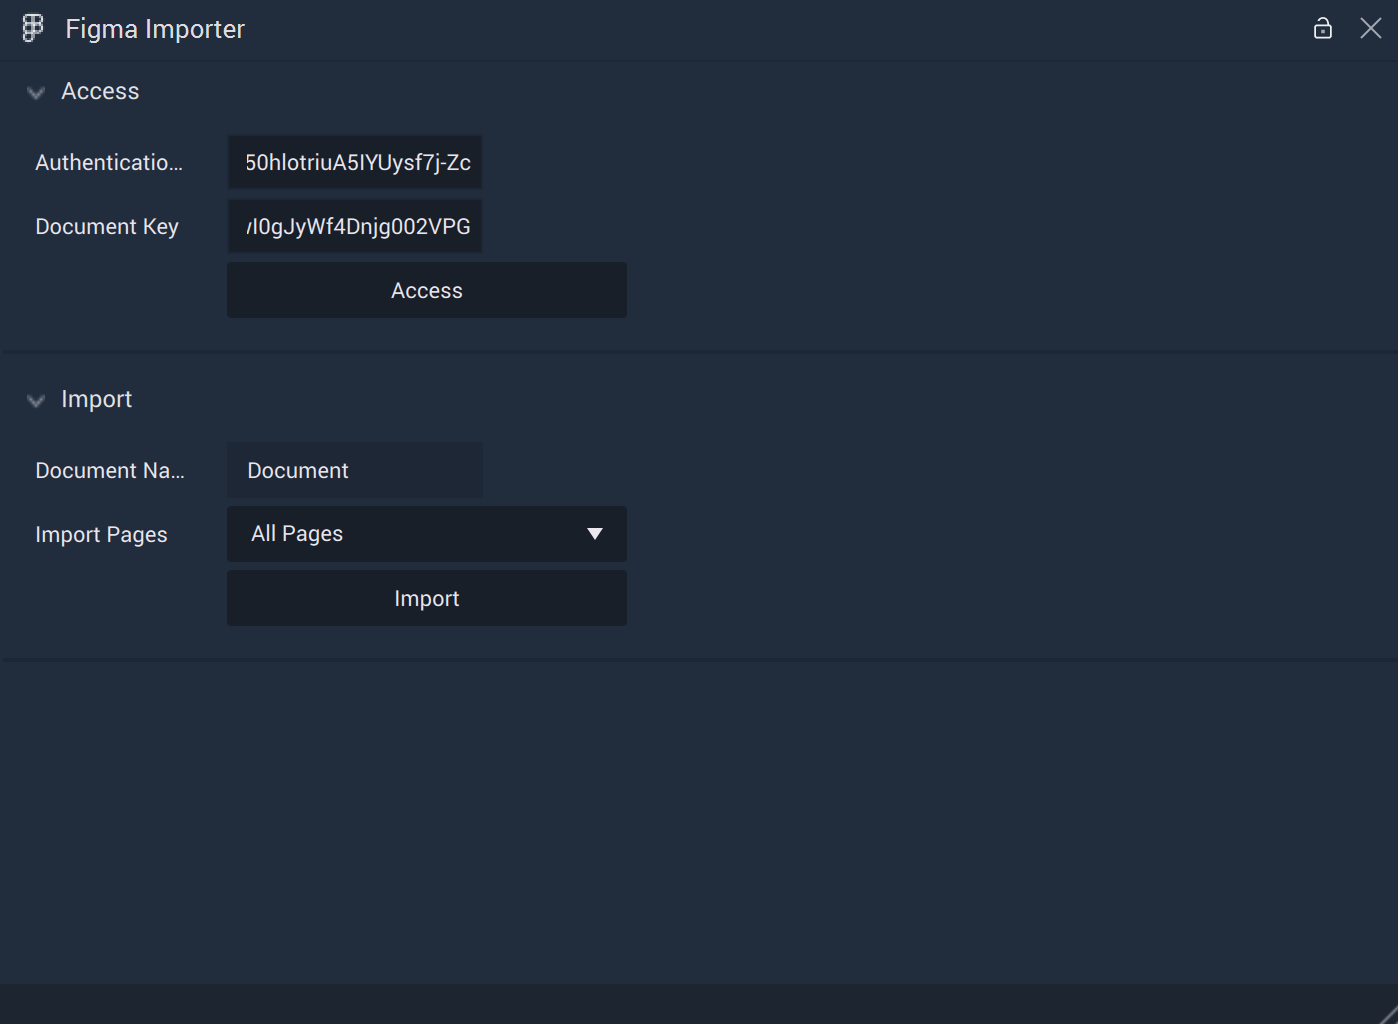 Figma Importer
Access
Authenticatio...
50hlotriuA5IYUysf7j-Zc
Document Key
I0gJyWf4Dnjg002VPG
Access
Import
Document Na...
Document
Import Pages
All Pages
Import